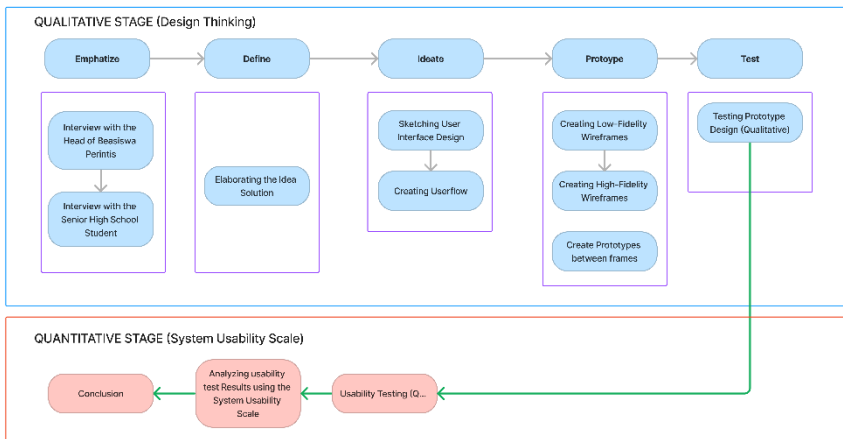 QUALITATIVE STAGE (Design Thinking)
Emphatize
Define
Ideate
Protoype
Test
Interview with the
Head of Beasiswa
Perintis
Interview with the
Senior High School
Student
Elaborating the Idea
Solution
Sketching User
Interface Design
Creating Userflow
Creating Low-Fidelity
Wireframes
Creating High-Fidelity
Wireframes
Create Prototypes
between frames
Testing Prototype
Design (Qualitative)
QUANTITATIVE STAGE (System Usability Scale)
Conclusion
Analyzing usability
test Results using the
System Usability
Scale
Usability Testing (Q...